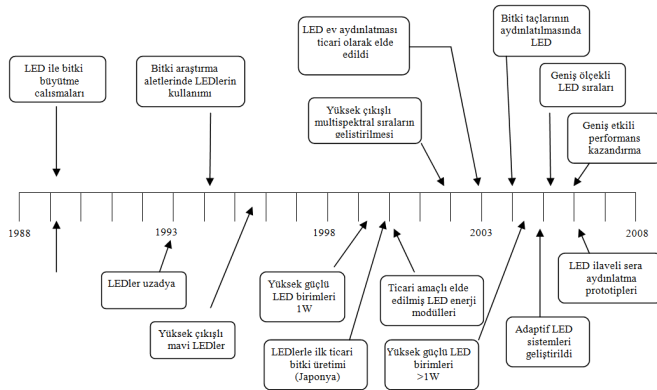 LED ile bitki
büyütme
calısmaları
Bitki araştırma
aletlerinde LEDlerin
kullanımı
LED ev aydınlatması
ticari olarak elde
edildi
Yüksek çıkışlı
multispektral sıraların
geliştirilmesi
Bitki taçlarının
aydınlatılmasında
LED
Geniş ölçekli
LED sıraları
Geniş etkili
performans
kazandırma
1988
1993
1998
2003
2008
LEDler uzadya
Yüksek çıkışlı
mavi LEDler
Yüksek güçlü
LED birimleri
1W
LEDlerle ilk ticari
bitki üretimi
(Japonya)
Ticari amaçlı elde
edilmiş LED enerji
modülleri
Yüksek güçlü LED
birimleri
>1W
Adaptif LED
sistemleri
geliştirildi
LED ilaveli sera
aydınlatma
prototipleri